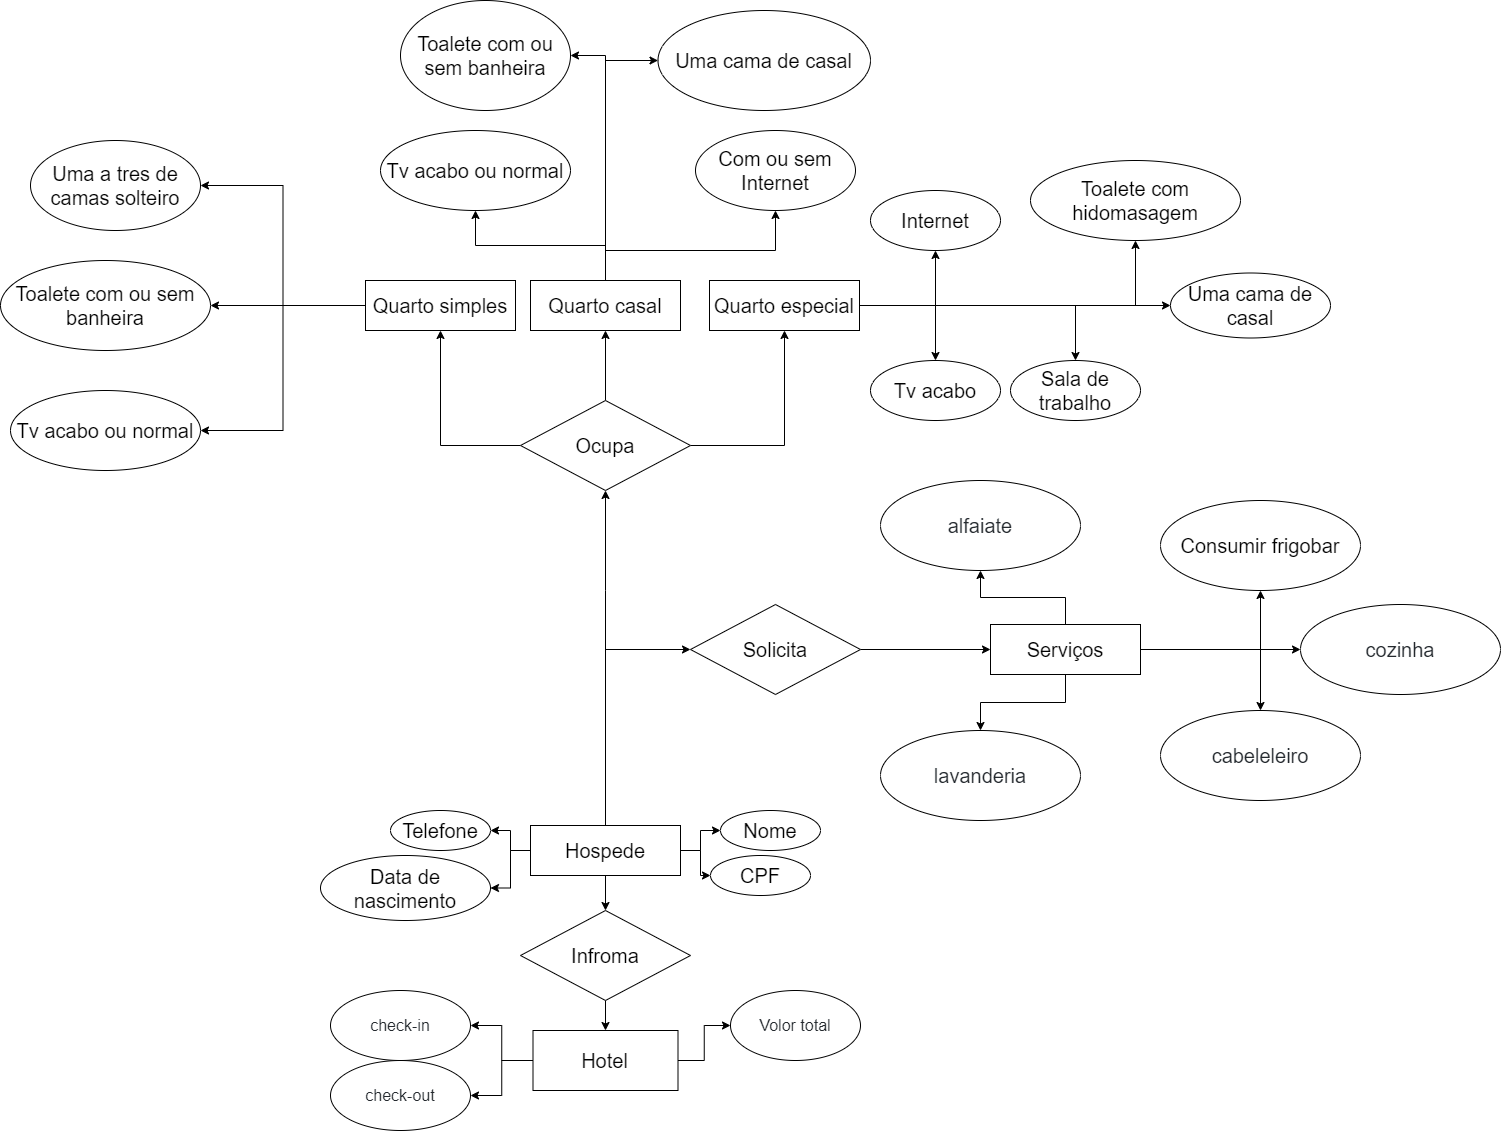 Toalete com ou
sem banheira
Uma cama de casal
Tv acabo ou normal
Com ou sem
Internet
Uma a tres de
camas solteiro
Toalete com
hidomasagem
Internet
Toalete com ou sem
banheira
Quarto simples
Quarto casal
Quarto especial
Uma cama de
casal
Tv acabo ou normal
Ocupa
Tv acabo
Sala de
trabalho
alfaiate
Consumir frigobar
Solicita
Serviços
cozinha
lavanderia
cabeleleiro
Telefone
Hospede
Nome
Data de
nascimento
CPF
Infroma
check-in
Volor total
Hotel
check-out